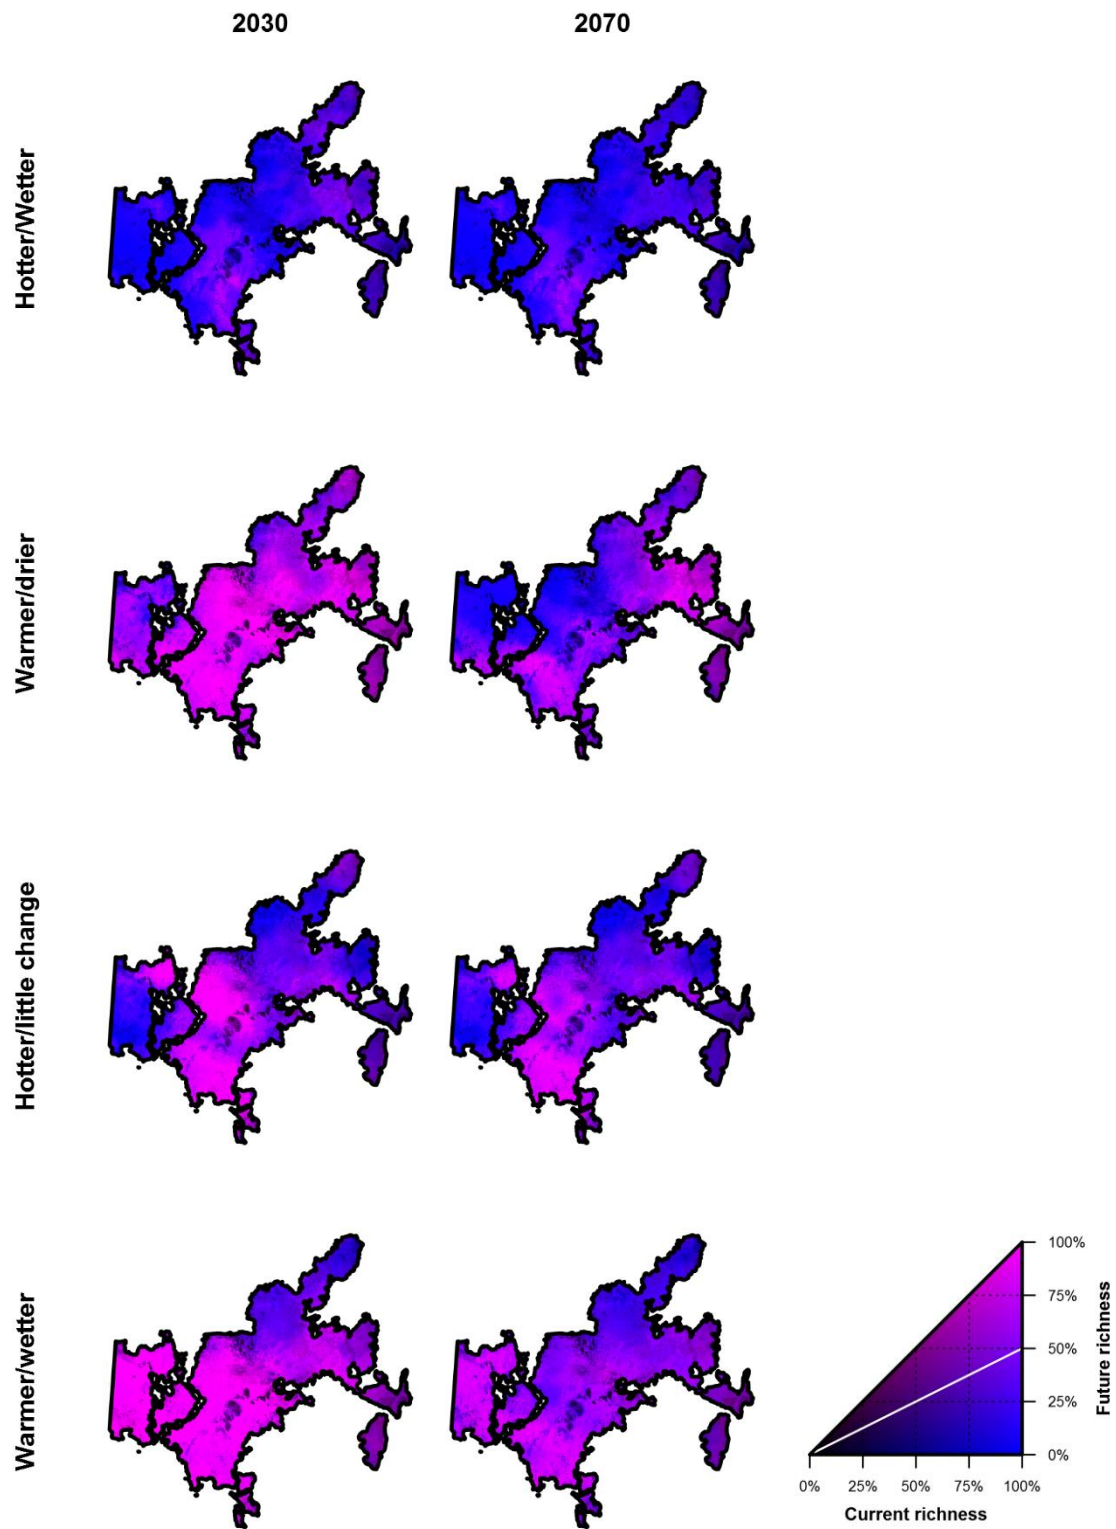 2030
2070
Hotter/Wetter
Warmer/drier
Hotter/little change
Warmer/wetter
100%
75%
50%
25%
0%
Future richness
0% 25% 50% 75% 100%
Current richness